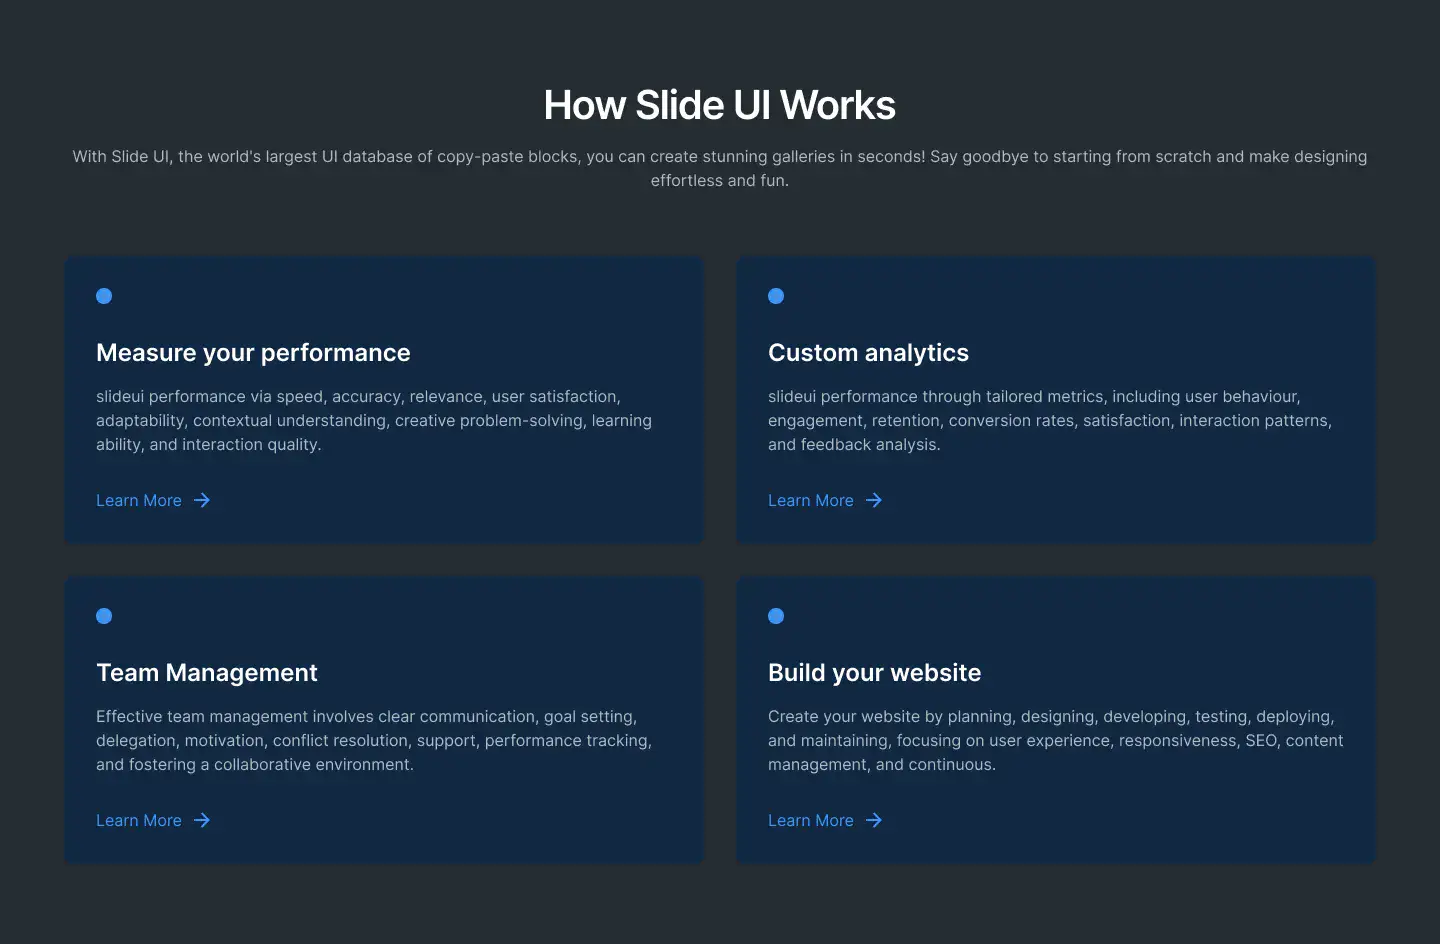 How Slide UI Works
With Slide UI, the world's largest UI database of copy-paste blocks, you can create stunning galleries in seconds! Say goodbye to starting from scratch and make designing
effortless and fun.
Measure your performance
slideui performance via speed, accuracy, relevance, user satisfaction,
adaptability, contextual understanding, creative problem-solving, learning
ability, and interaction quality.
Learn More
Custom analytics
slideui performance through tailored metrics, including user behaviour,
engagement, retention, conversion rates, satisfaction, interaction patterns,
and feedback analysis.
Learn More
Team Management
Effective team management involves clear communication, goal setting,
delegation, motivation, conflict resolution, support, performance tracking,
and fostering a collaborative environment.
Learn More
Build your website
Create your website by planning, designing, developing, testing, deploying,
and maintaining, focusing on user experience, responsiveness, SEO, content
management, and continuous.
Learn More